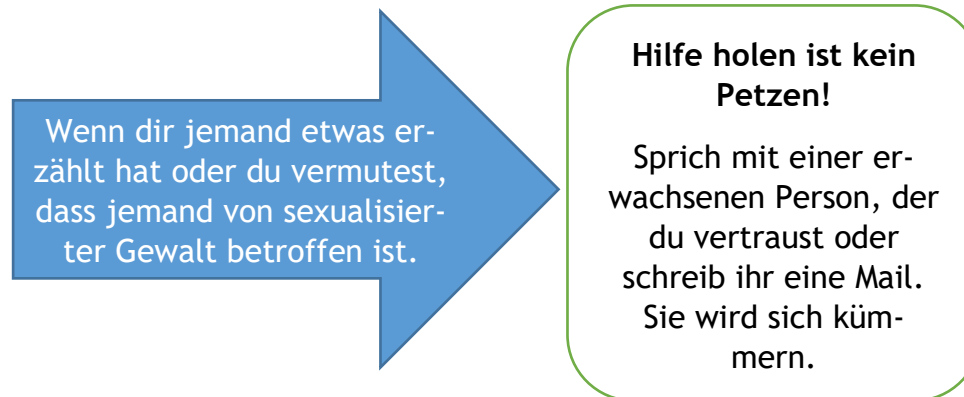 Wenn dir jemand etwas er-
zählt hat oder du vermutest,
dass jemand von sexualisier-
ter Gewalt betroffen ist.
Hilfe holen ist kein
Petzen!
Sprich mit einer er-
wachsenen Person, der
du vertraust oder
schreib ihr eine Mail.
Sie wird sich küm-
mern.